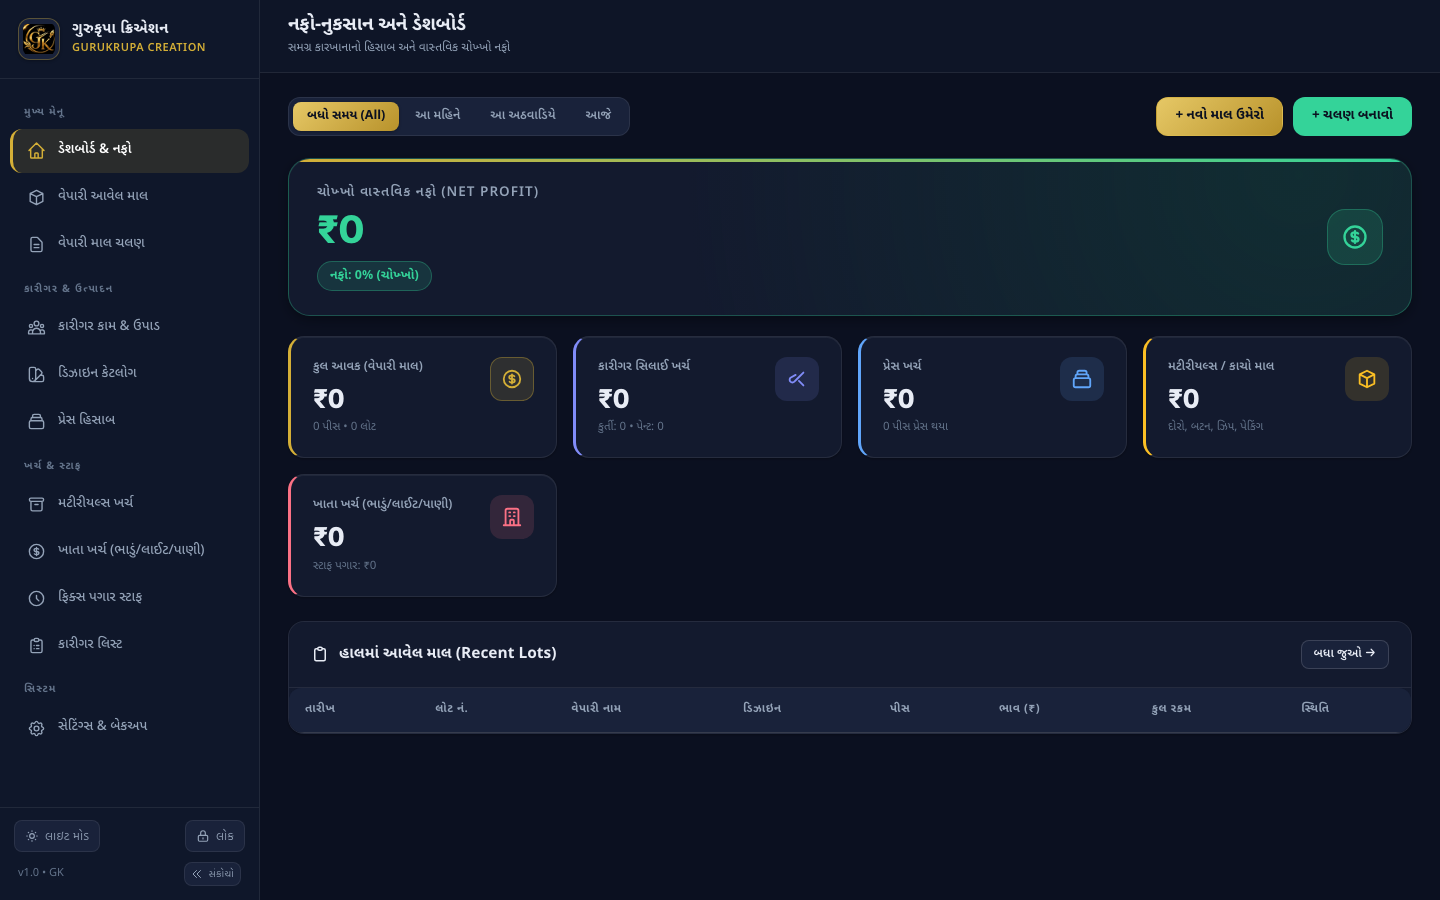 GK
ગુરુકૃપા ક્રિએશન
GURUKRUPA CREATION
મુખ્ય મેનૂ
ડેશબોર્ડ & નફો
વેપારી આવેલ માલ
વેપારી માલ ચલણ
કારીગર & ઉત્પાદન
કારીગર કામ & ઉપાડ
ડિઝાઇન કેટલોગ
પ્રેસ હિસાબ
ખર્ચ & સ્ટાફ
મટીરીયલ્સ ખર્ચ
ખાતા ખર્ચ (ભાડું/લાઈટ/પાણી)
ફિક્સ પગાર સ્ટાફ
કારીગર લિસ્ટ
સિસ્ટમ
સેટિંગ્સ & બેકઅપ
લાઇટ મોડ
લોક
v1.0 • GK
સંકોચો
નફો-નુકસાન અને ડેશબોર્ડ
સમગ્ર કારખાનાનો હિસાબ અને વાસ્તવિક ચોખ્ખો નફો
બધો સમય (All)
આ મહિને
આ અઠવાડિયે
આજે
+ નવો માલ ઉમેરો
+ ચલણ બનાવો
ચોખ્ખો વાસ્તવિક નફો (NET PROFIT)
₹0
નફો: 0% (ચોખ્ખો)
કુલ આવક (વેપારી માલ)
₹0
0 પીસ • 0 લોટ
કારીગર સિલાઈ ખર્ચ
₹0
કુર્તી: 0 • પેન્ટ: 0
પ્રેસ ખર્ચ
₹0
0 પીસ પ્રેસ થયા
મટીરીયલ્સ / કાચો માલ
₹0
દોરો, બટન, ઝિપ, પેકિંગ
ખાતા ખર્ચ (ભાડું/લાઈટ/પાણી)
₹0
સ્ટાફ પગાર: ₹0
હાલમાં આવેલ માલ (Recent Lots)
બધા જુઓ →
તારીખ
લોટ નં.
વેપારી નામ
ડિઝાઇન
પીસ
ભાવ (₹)
કુલ રકમ
સ્થિતિ